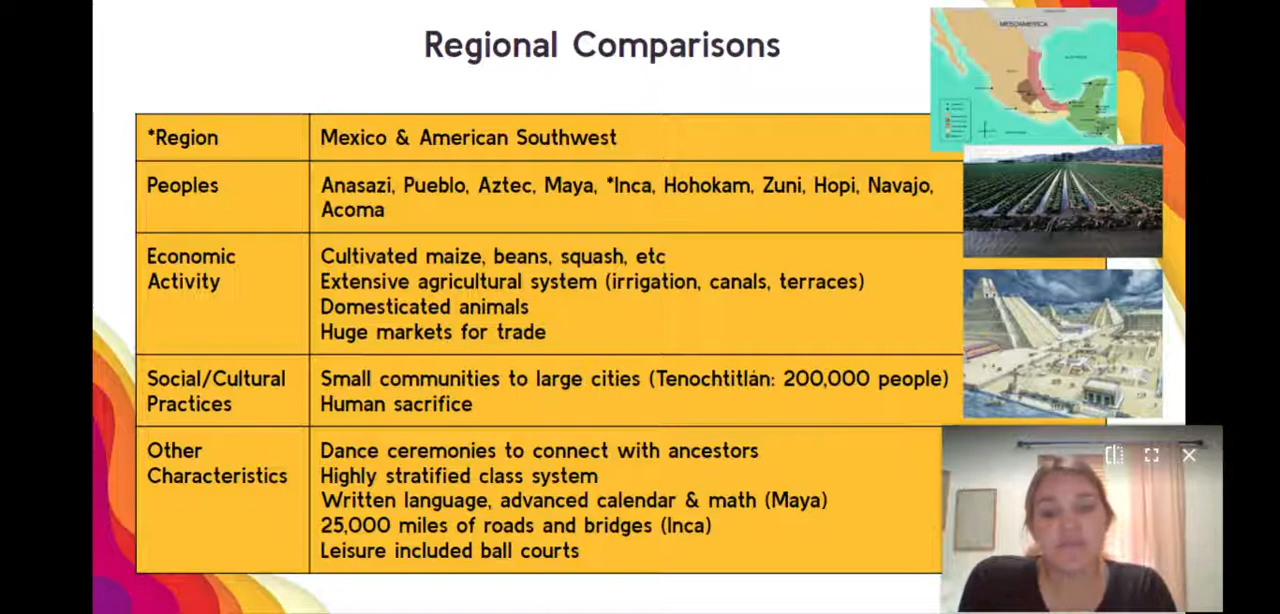 Regional Comparisons
MESOAMERICA
*Region
Mexico & American Southwest
Peoples
Anasazi, Pueblo, Aztec, Maya, *Inca, Hohokam, Zuni, Hopi, Navajo,
Acoma
Economic
Activity
Cultivated maize, beans, squash, etc
Extensive agricultural system (irrigation, canals, terraces)
Domesticated animals
Huge markets for trade
Social/Cultural
Practices
Small communities to large cities (Tenochtitlán: 200,000 people)
Human sacrifice
Other
Characteristics
Dance ceremonies to connect with ancestors
Highly stratified class system
Written language, advanced calendar & math (Maya)
25,000 miles of roads and bridges (Inca)
Leisure included ball courts